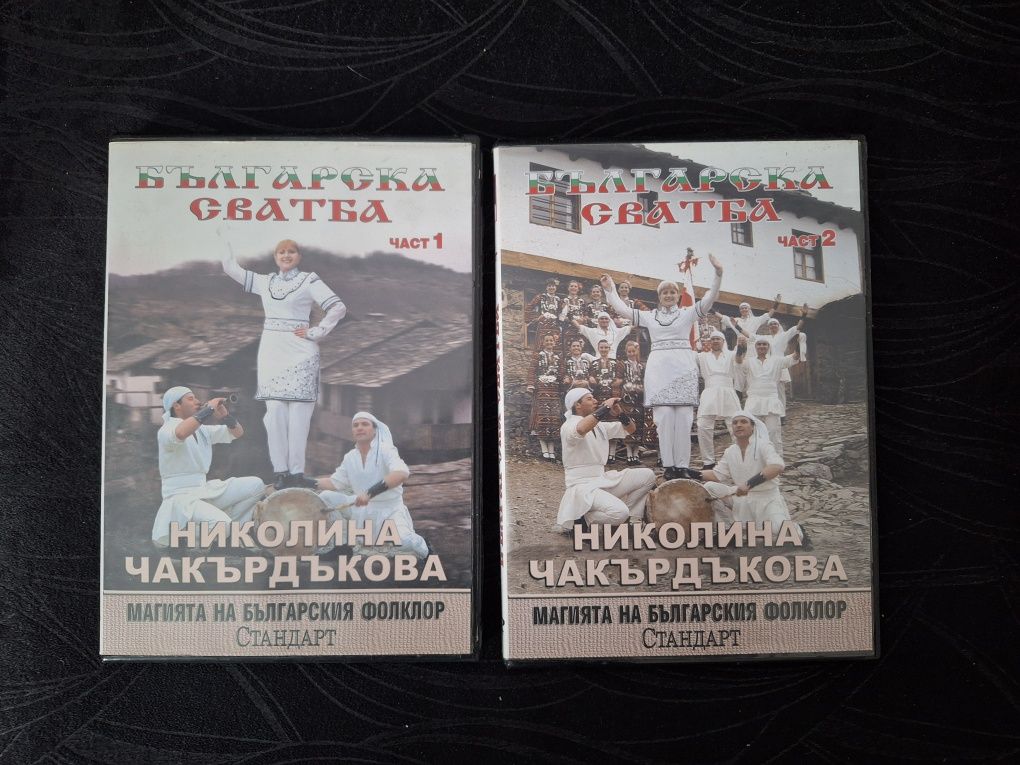 БЪЛГАРСКА
СВАТБА
ЧАСТ 1
НИКОЛИНА
ЧАКЪРДЪКОВА
МАГИЯТА НА БЪЛГАРСКИЯ ФОЛКЛОР
СТАНДАРТ
БЪЛГАРСКА
СВАТБА
ЧАСТ 2
НИКОЛИНА
ЧАКЪРДЪКОВА
МАГИЯТА НА БЪЛГАРСКИЯ ФОЛКЛОР
СТАНДАРТ